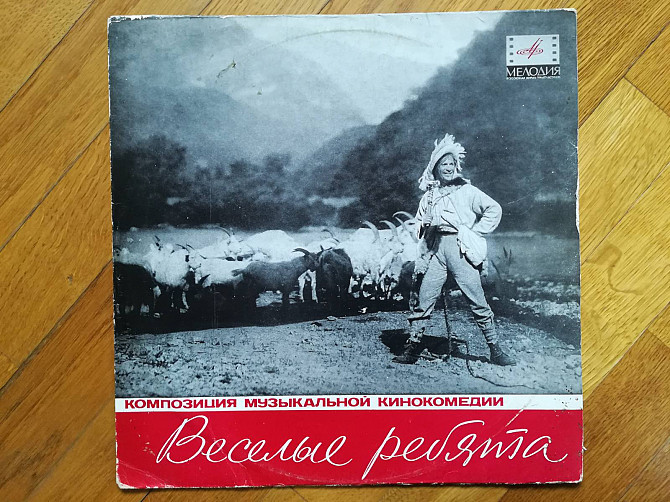 МЕЛОДИЯ
КОМПОЗИЦИЯ МУЗЫКАЛЬНОЙ КИНОКОМЕДИИ
Веселые ребята